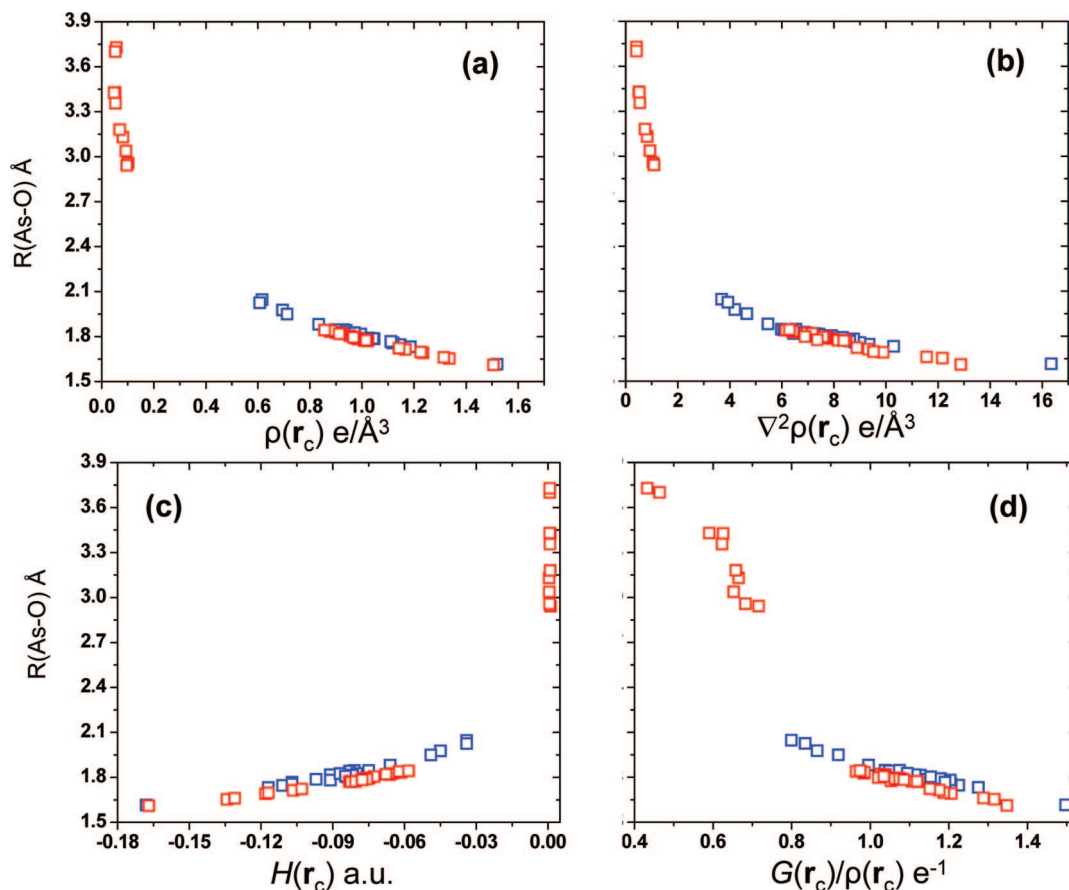 3.9
3.6
3.3
3.0
2.7
2.4
2.1
1.8
1.5
R(As-O) Å
(a)
0.0 0.2 0.4 0.6 0.8 1.0 1.2 1.4 1.6
ρ(r_c) e/Å³
(b)
0 2 4 6 8 10 12 14 16
∇²ρ(r_c) e/Å³
3.9
3.6
3.3
3.0
2.7
2.4
2.1
1.8
1.5
R(As-O) Å
(c)
-0.18 -0.15 -0.12 -0.09 -0.06 -0.03 0.00
H(r_c) a.u.
(d)
0.4 0.6 0.8 1.0 1.2 1.4
G(r_c)/ρ(r_c) e⁻¹